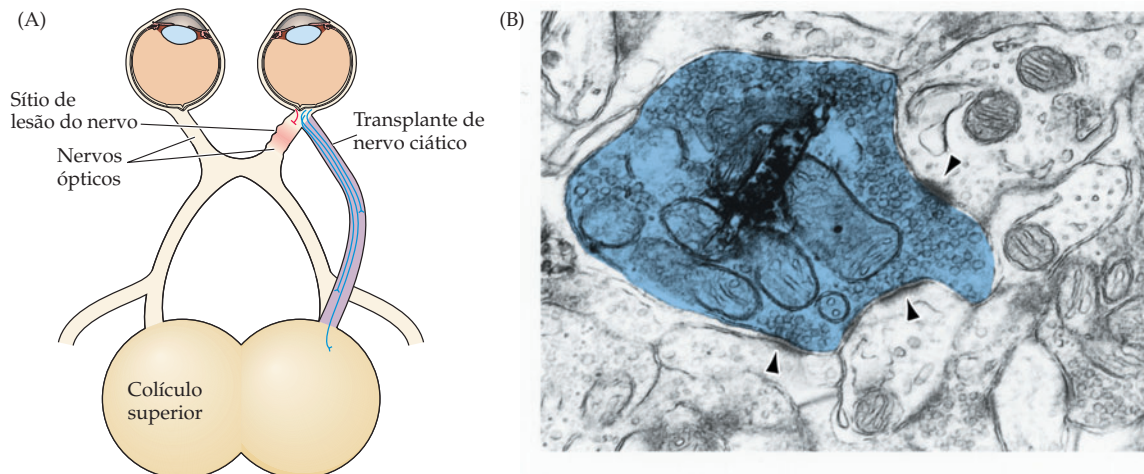 (A)
Sítio de
lesão do nervo
Nervos
ópticos
Transplante de
nervo ciático
Colículo
superior
(B)